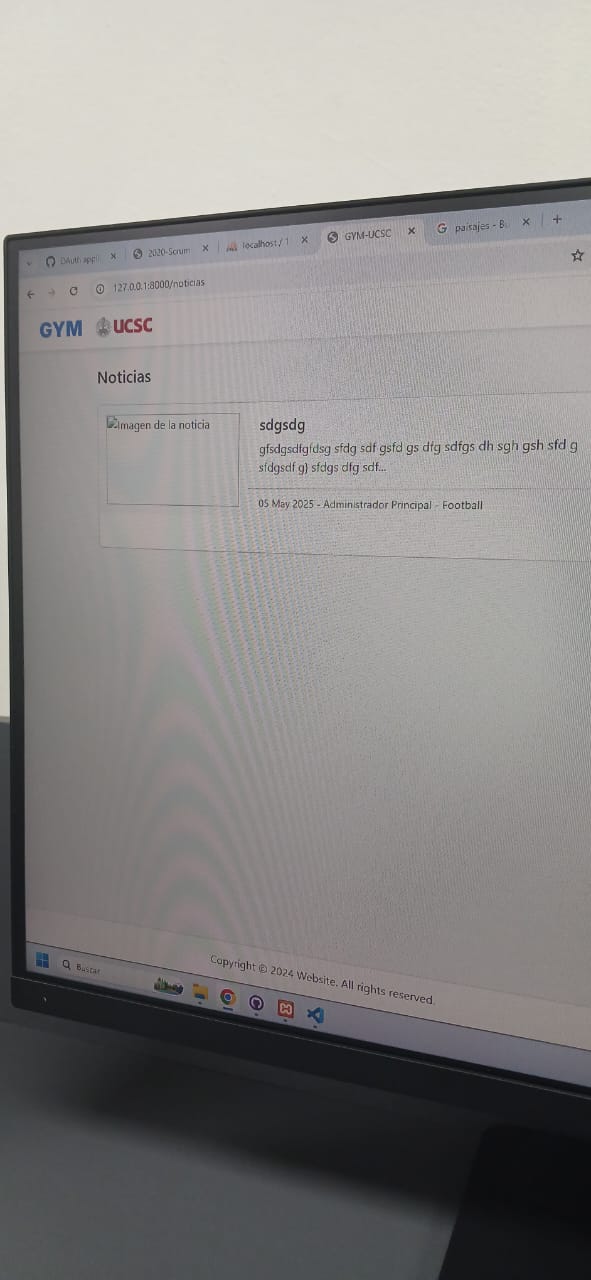 OAuth appli
2020-Scrum
localhost / 1
GYM-UCSC
paisajes - Bu
127.0.0.1:8000/noticias
GYM UCSC
Noticias
Imagen de la noticia
sdgsdg
gfsdgsdfgfdsg sfdg sdf gsfd gs dfg sdfgs dh sgh gsh sfd g
sfdgsdf g} sfdgs dfg sdf...
05 May 2025 - Administrador Principal - Football
Copyright © 2024 Website. All rights reserved.
Buscar